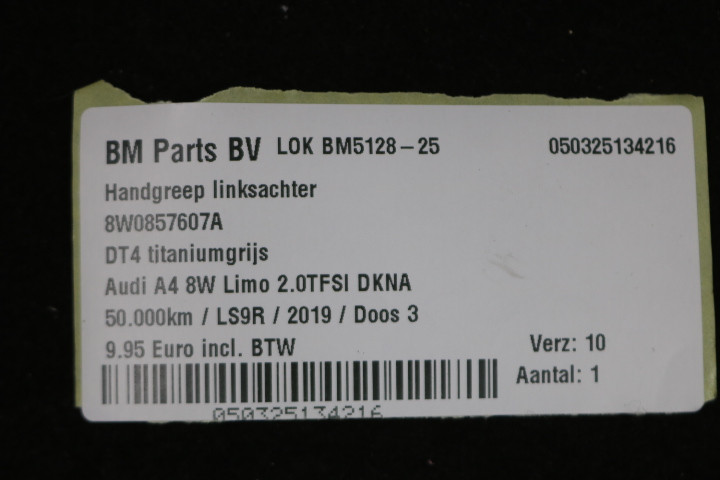 BM Parts BV LOK BM5128-25 050325134216
Handgreep linksachter
8W0857607A
DT4 titaniumgrijs
Audi A4 8W Limo 2.0TFSI DKNA
50.000km / LS9R / 2019 / Doos 3
9.95 Euro incl. BTW Verz: 10
Aantal: 1
050325134216